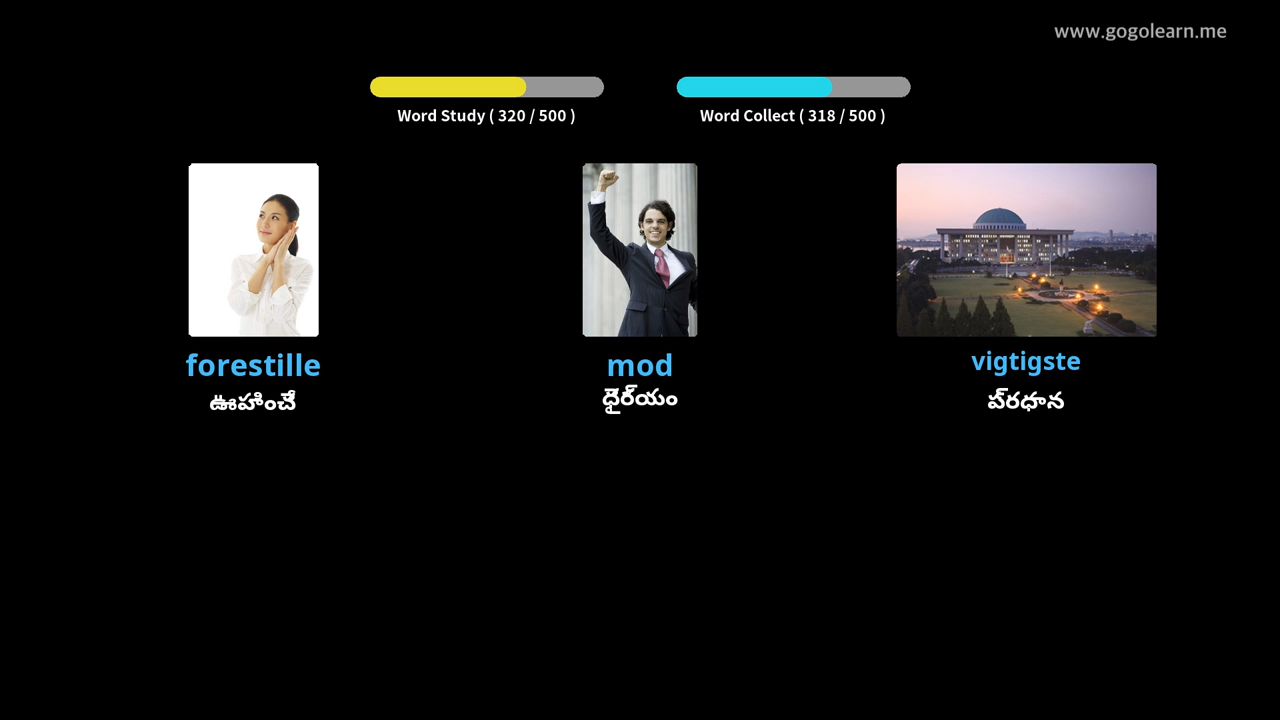 www.gogolearn.me
Word Study ( 320 / 500 )
Word Collect ( 318 / 500 )
forestille
mod
vigtigste
ఊహించే
ధైర్యం
ప్రధాన